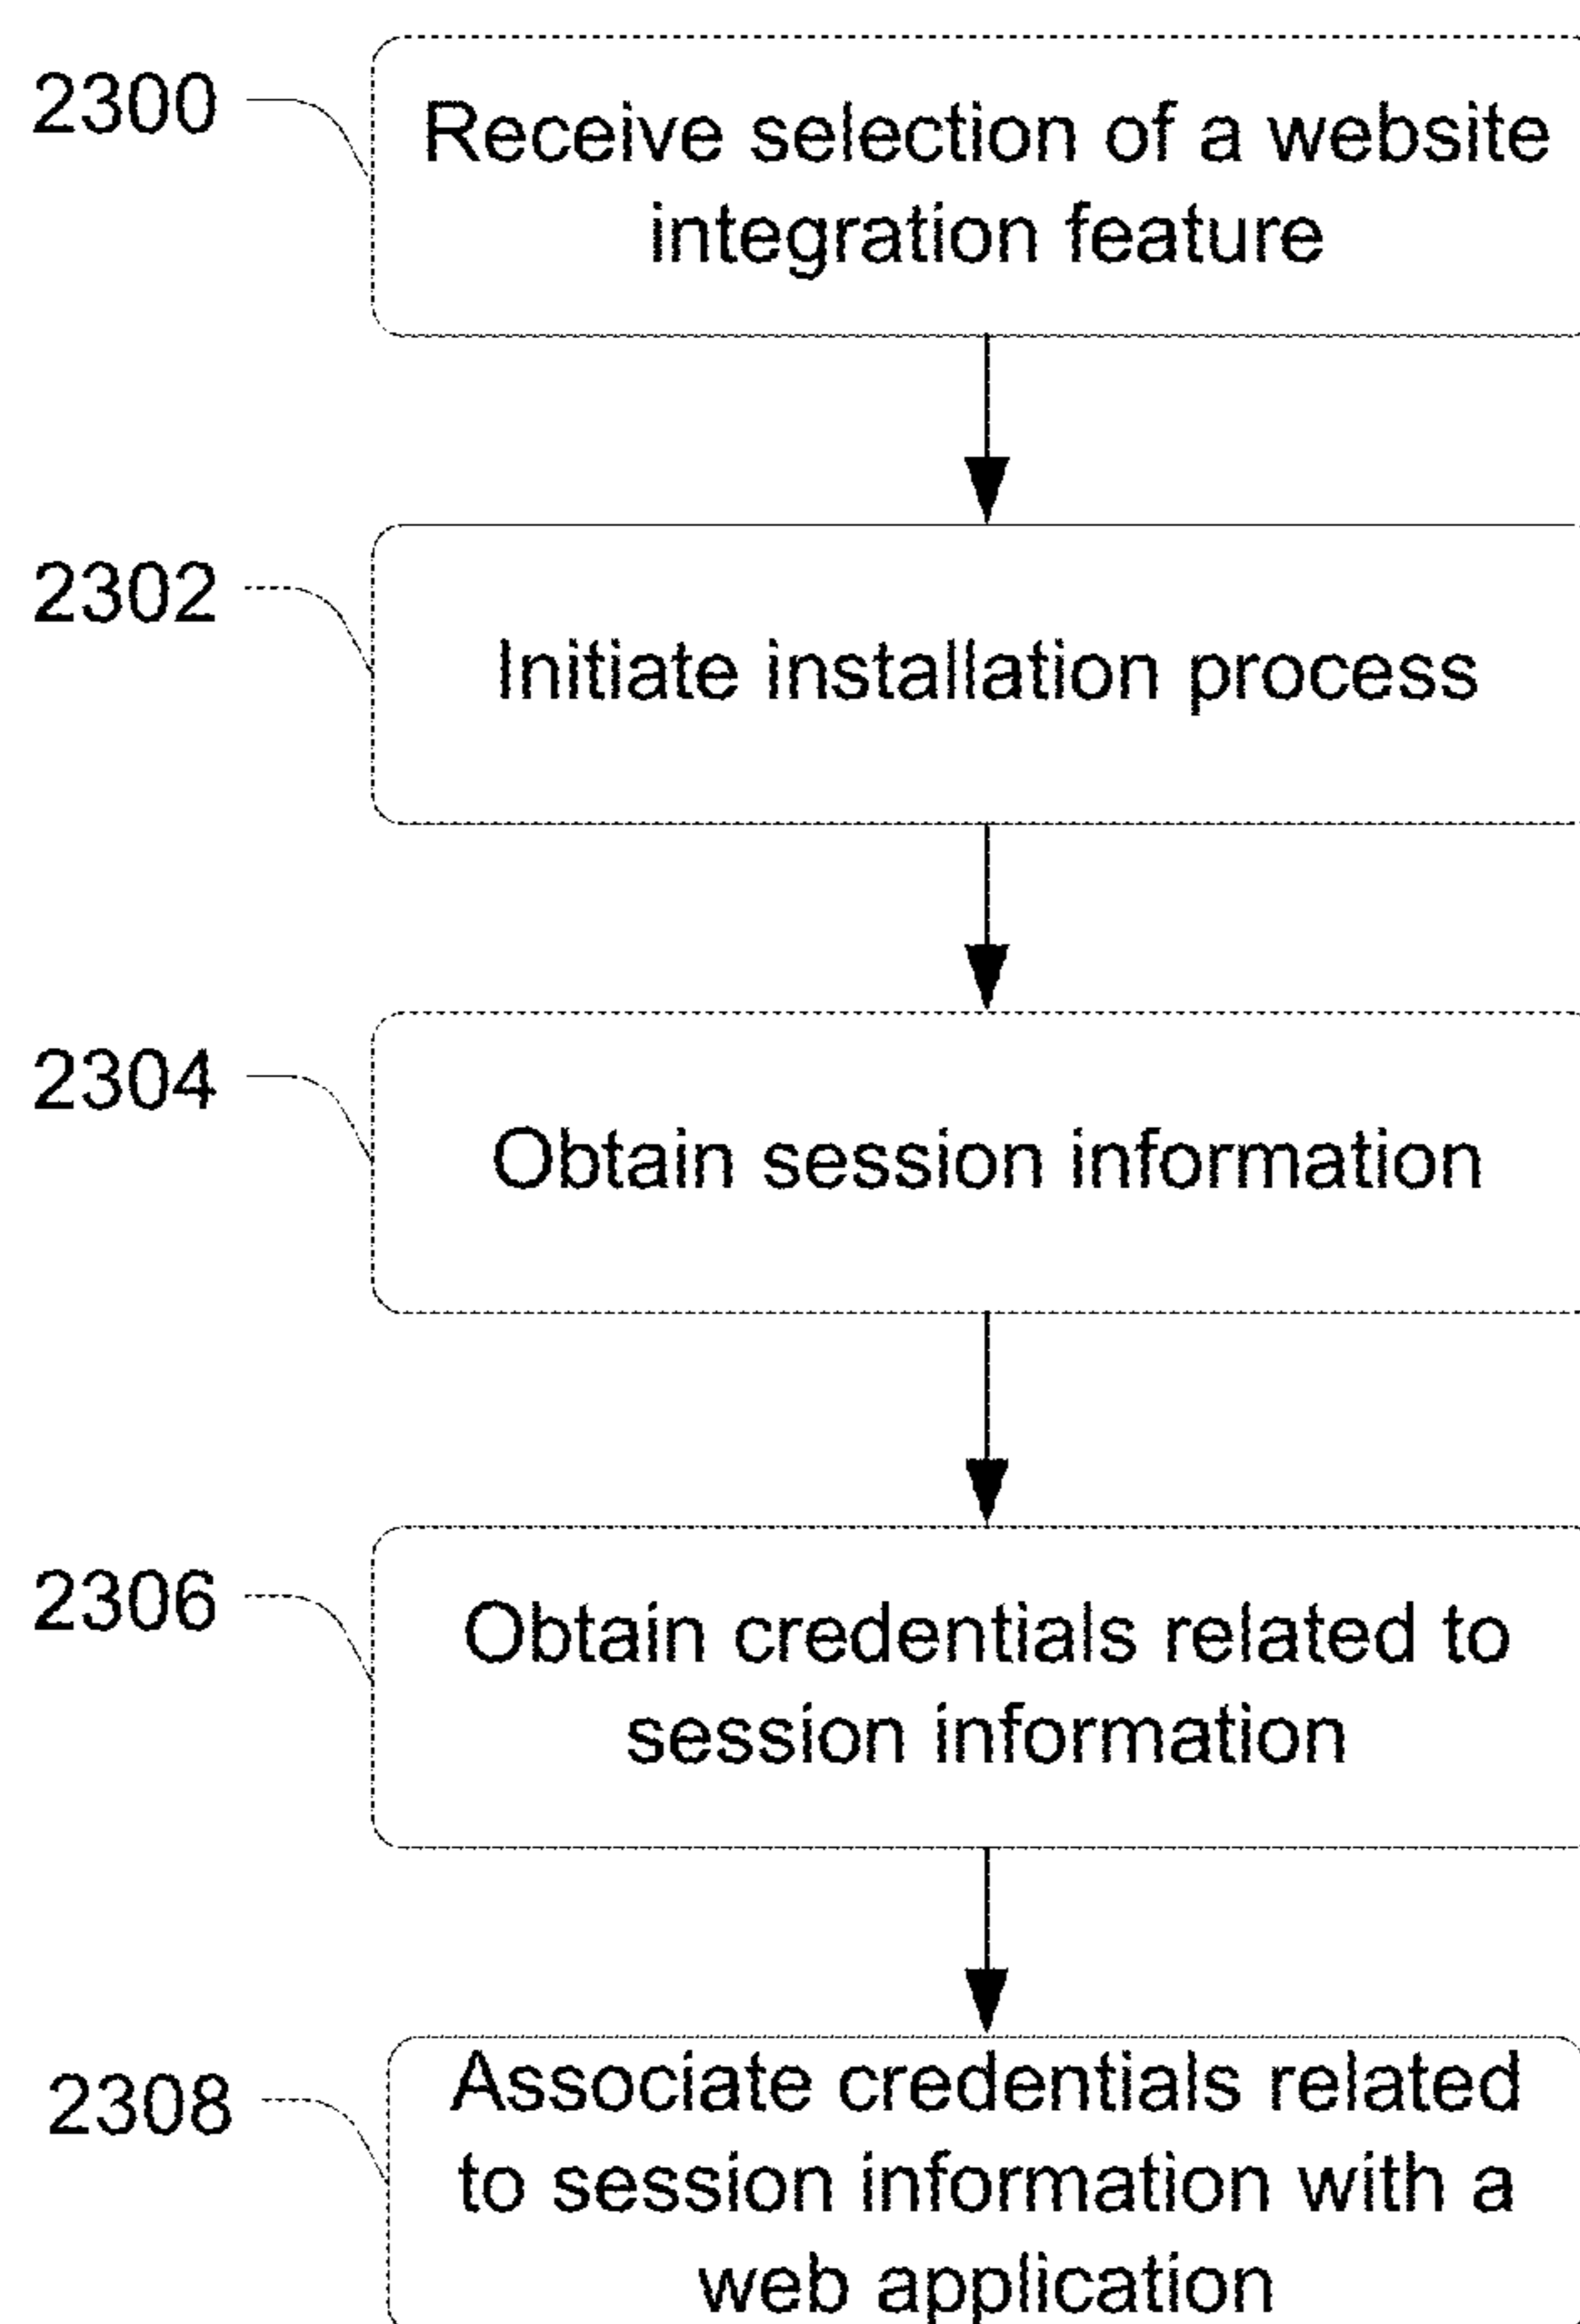 2300
Receive selection of a website
integration feature
2302
Initiate installation process
2304
Obtain session information
2306
Obtain credentials related to
session information
2308
Associate credentials related
to session information with a
web application